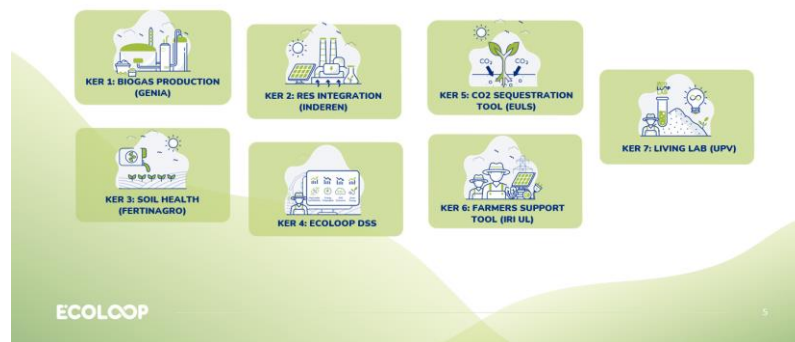 KER 1: BIOGAS PRODUCTION
(GENIA)
KER 2: RES INTEGRATION
(INDEREN)
KER 5: CO2 SEQUESTRATION
TOOL (EULS)
CO₂
CO₂
KER 7: LIVING LAB (UPV)
KER 3: SOIL HEALTH
(FERTINAGRO)
KER 4: ECOLOOP DSS
KER 6: FARMERS SUPPORT
TOOL (IRI UL)
ECOLOOP
5